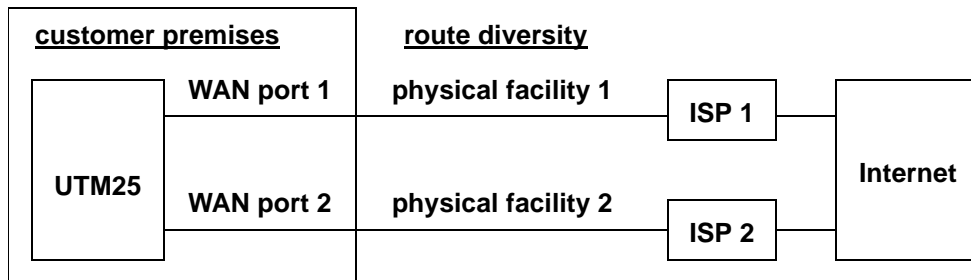 customer premises
route diversity
WAN port 1
physical facility 1
ISP 1
UTM25
Internet
WAN port 2
physical facility 2
ISP 2